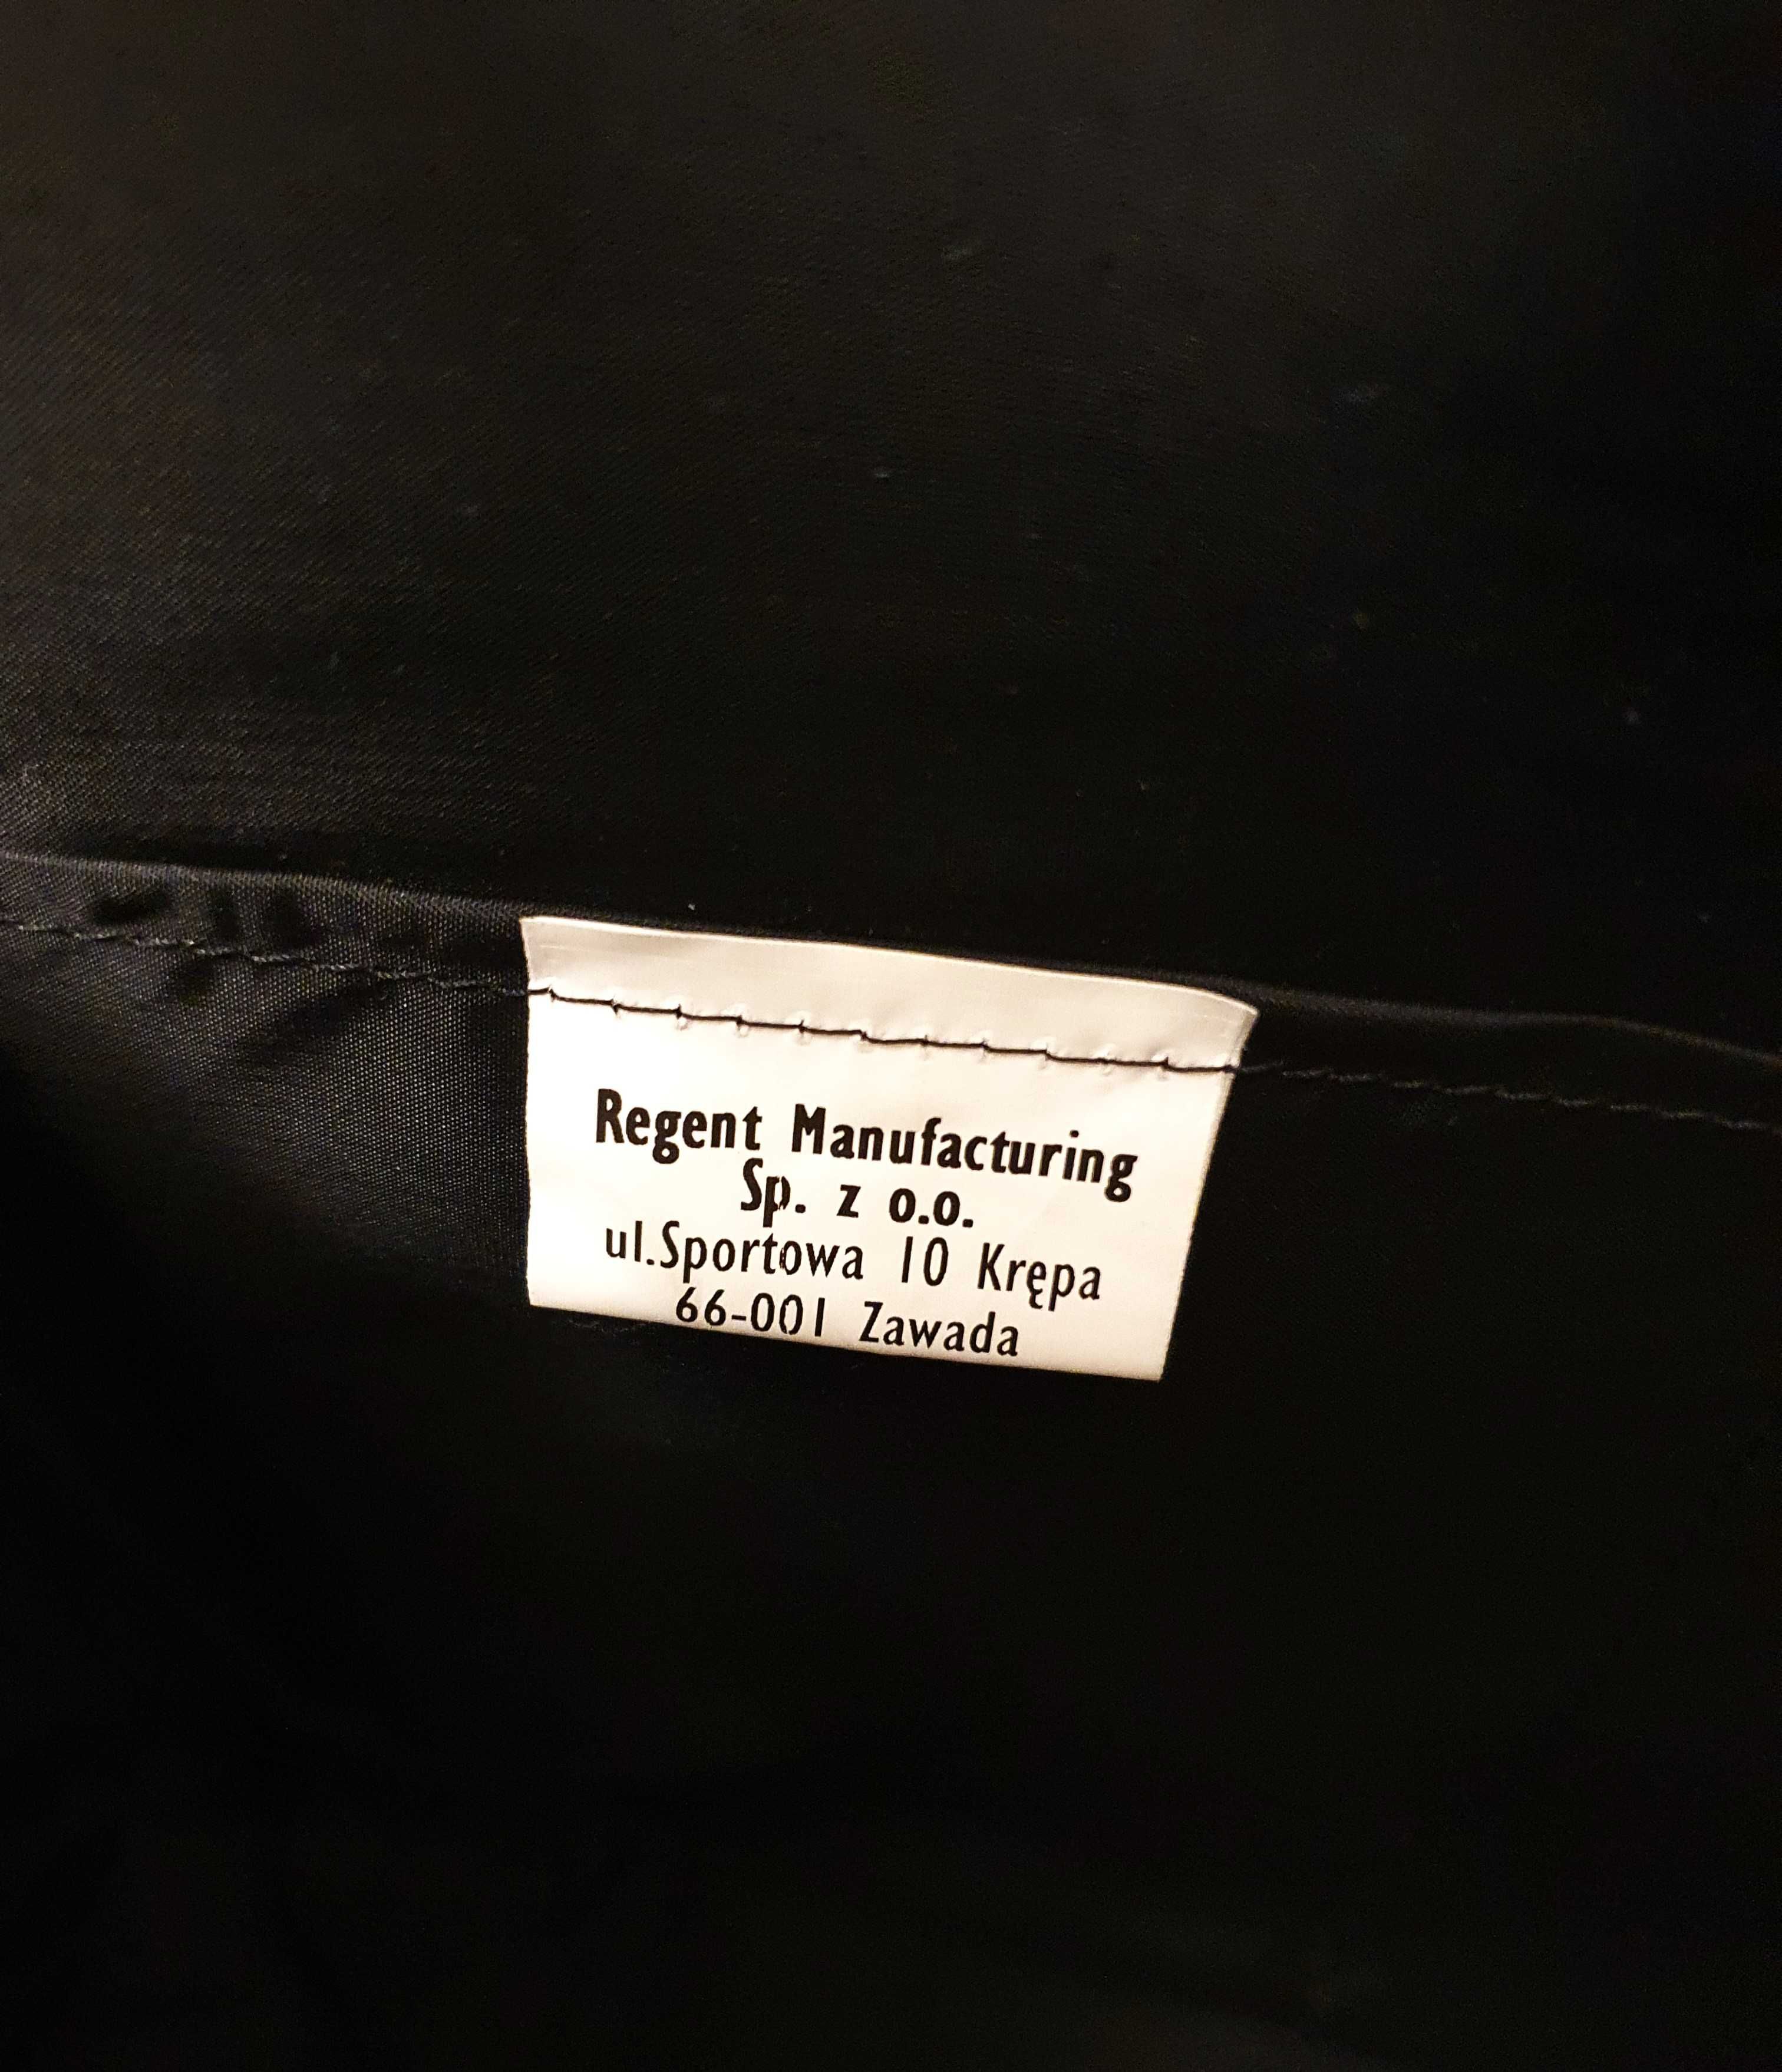 Regent Manufacturing
Sp. z o.o.
ul.Sportowa 10 Krępa
66-001 Zawada